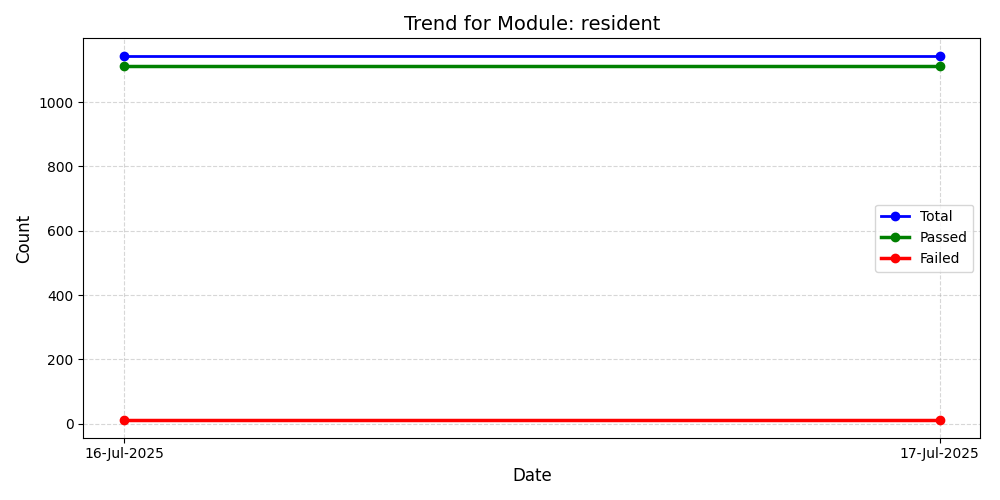 Trend for Module: resident
Count
1000
800
600
400
200
0
Total
Passed
Failed
16-Jul-2025
17-Jul-2025
Date